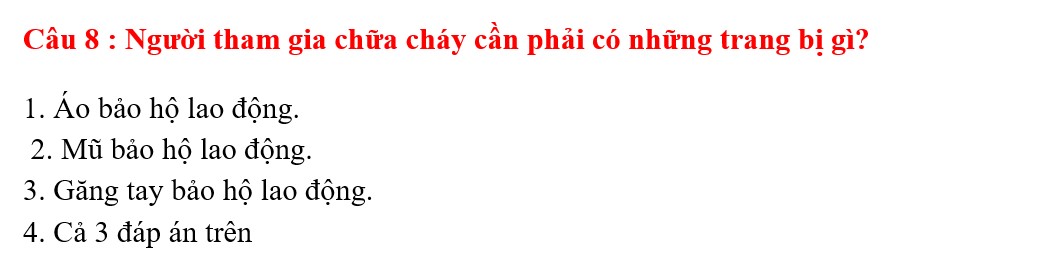 Câu 8 : Người tham gia chữa cháy cần phải có những trang bị gì?
1. Áo bảo hộ lao động.
2. Mũ bảo hộ lao động.
3. Găng tay bảo hộ lao động.
4. Cả 3 đáp án trên